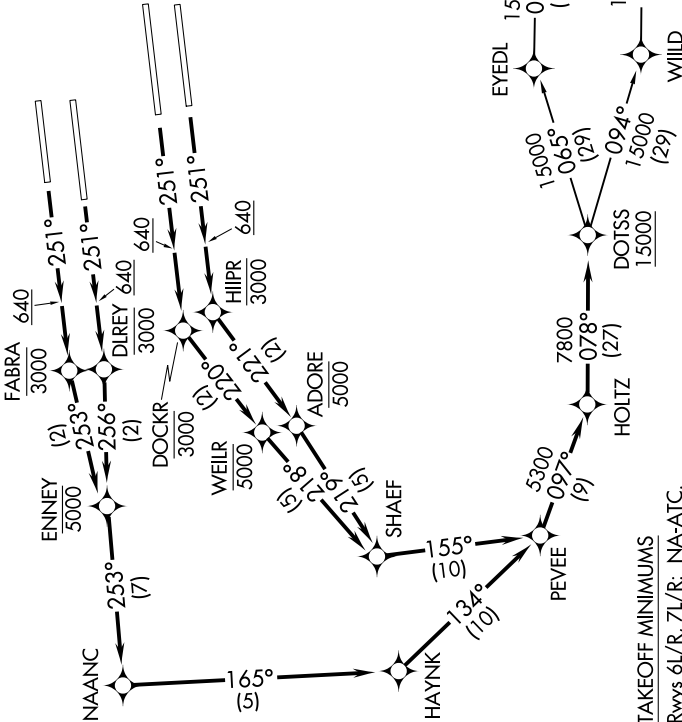 251°
251°
251°
251°
640
640
640
640
FABRA
3000
DLREY
3000
HIIPR
3000
DOCKR
3000
(2)
253°
256°
(2)
(2)
220°
221°
(2)
ENNEY
5000
WEILR
5000
ADORE
5000
(5)
218°
219°
(5)
253°
(7)
NAANC
165°
(5)
HAYNK
134°
(10)
SHAEF
155°
(10)
PEVEE
5300
097°
(9)
HOLTZ
7800
078°
(27)
DOTSS
15000
15000
065°
(29)
094°
15000
(29)
EYEDL
WIILD
TAKEOFF MINIMUMS
Rwys 6L/R, 7L/R: NA-ATC.